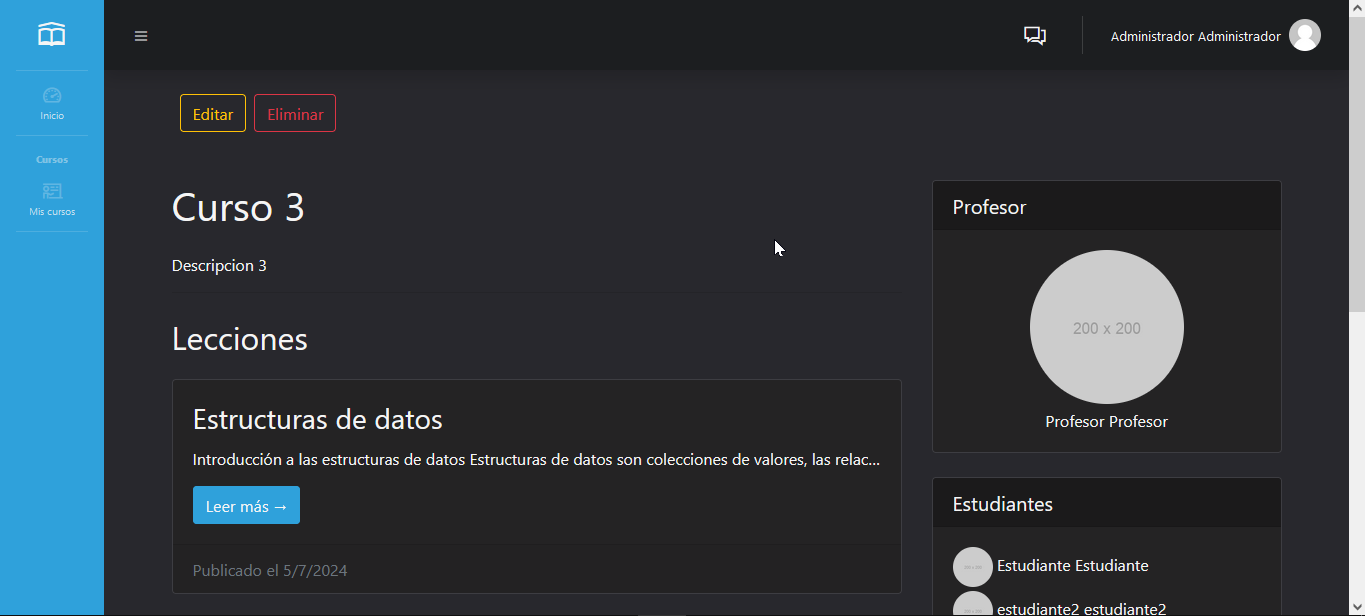 Administrador Administrador
Inicio
Cursos
Mis cursos
Editar
Eliminar
Curso 3
Descripcion 3
Lecciones
Estructuras de datos
Introducción a las estructuras de datos Estructuras de datos son colecciones de valores, las relac...
Leer más →
Publicado el 5/7/2024
Profesor
200 x 200
Profesor Profesor
Estudiantes
Estudiante Estudiante
estudiante2 estudiante2